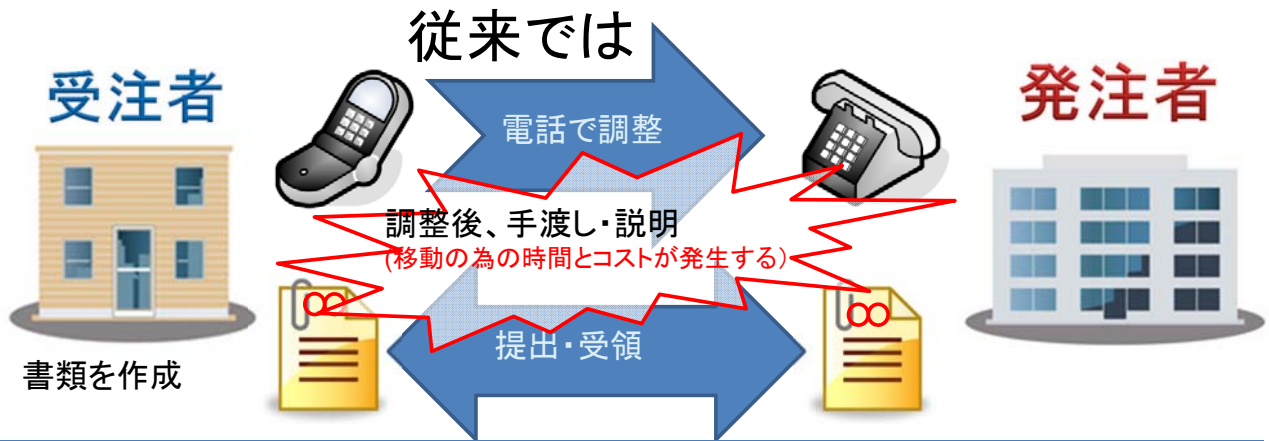 従来では
受注者
発注者
電話で調整
調整後、手渡し・説明
(移動の為の時間とコストが発生する)
提出・受領
書類を作成